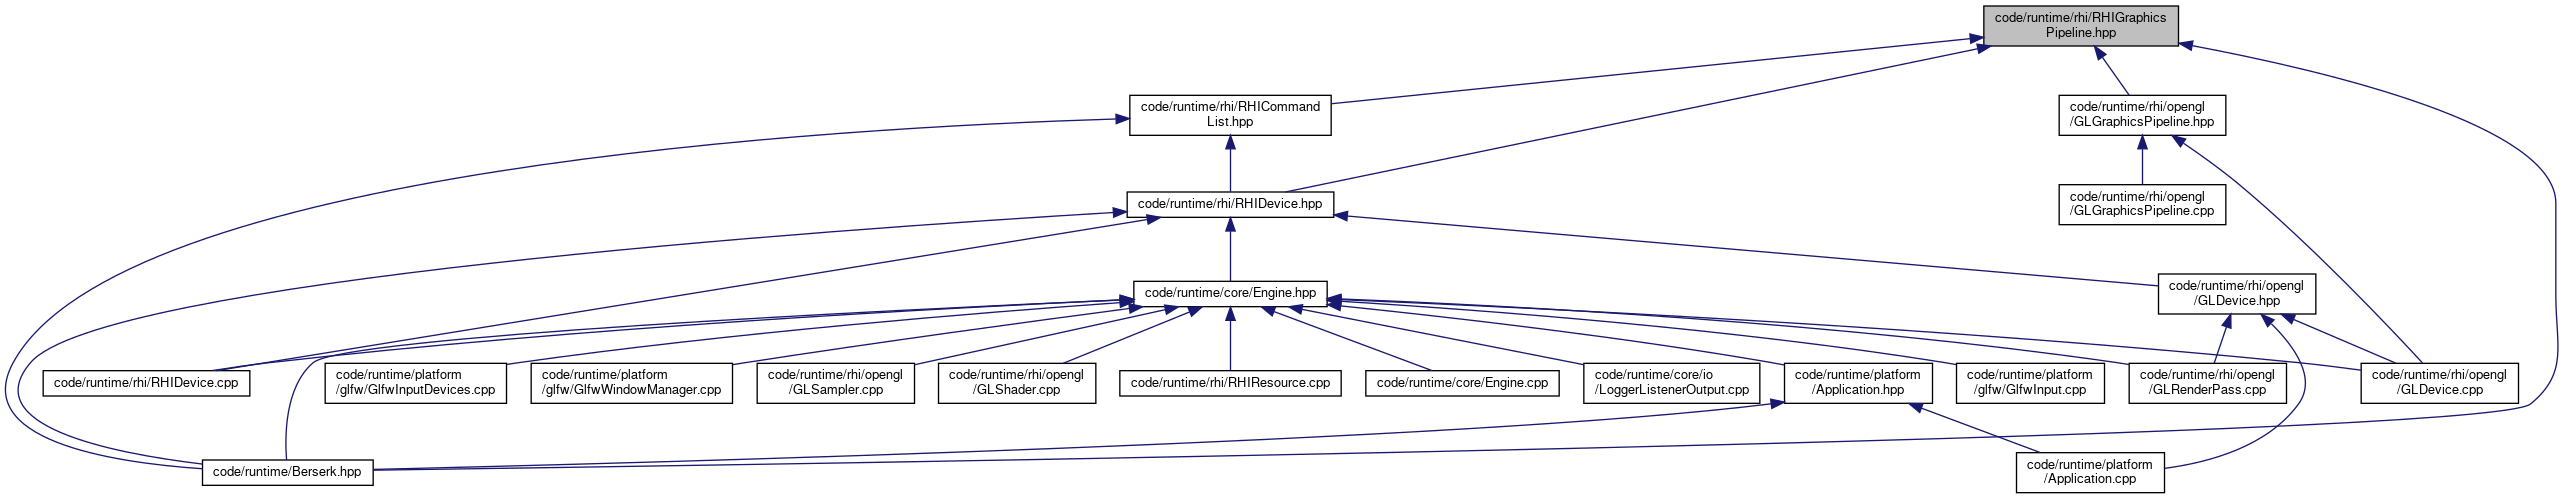 code/runtime/rhi/RHIGraphics
Pipeline.hpp
code/runtime/rhi/RHICommand
List.hpp
code/runtime/rhi/opengl
/GLGraphicsPipeline.hpp
code/runtime/rhi/RHIDevice.hpp
code/runtime/rhi/opengl
/GLGraphicsPipeline.cpp
code/runtime/core/Engine.hpp
code/runtime/rhi/opengl
/GLDevice.hpp
code/runtime/rhi/RHIDevice.cpp
code/runtime/platform
/glfw/GlfwInputDevices.cpp
code/runtime/platform
/glfw/GlfwWindowManager.cpp
code/runtime/rhi/opengl
/GLSampler.cpp
code/runtime/rhi/opengl
/GLShader.cpp
code/runtime/rhi/RHIResource.cpp
code/runtime/core/Engine.cpp
code/runtime/core/io
/LoggerListenerOutput.cpp
code/runtime/platform
/Application.hpp
code/runtime/platform
/glfw/GlfwInput.cpp
code/runtime/rhi/opengl
/GLRenderPass.cpp
code/runtime/rhi/opengl
/GLDevice.cpp
code/runtime/Berserk.hpp
code/runtime/platform
/Application.cpp